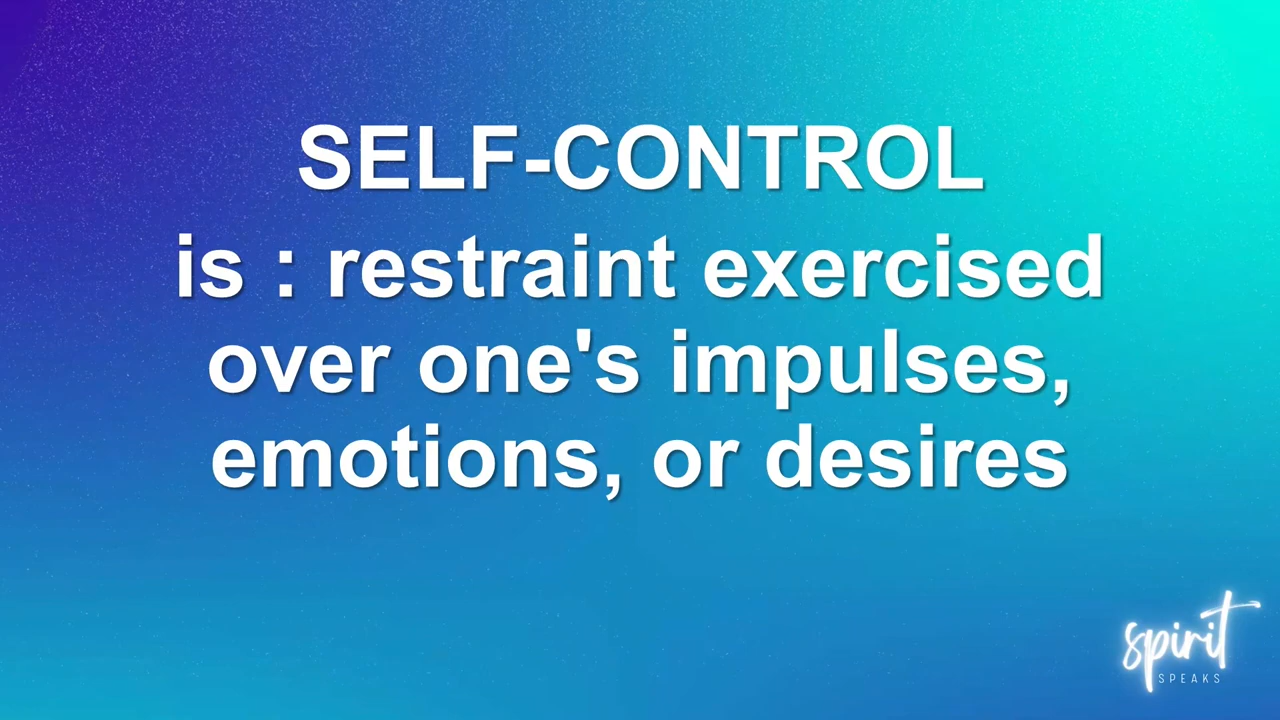 SELF-CONTROL
is : restraint exercised
over one's impulses,
emotions, or desires
spirit
SPEAKS